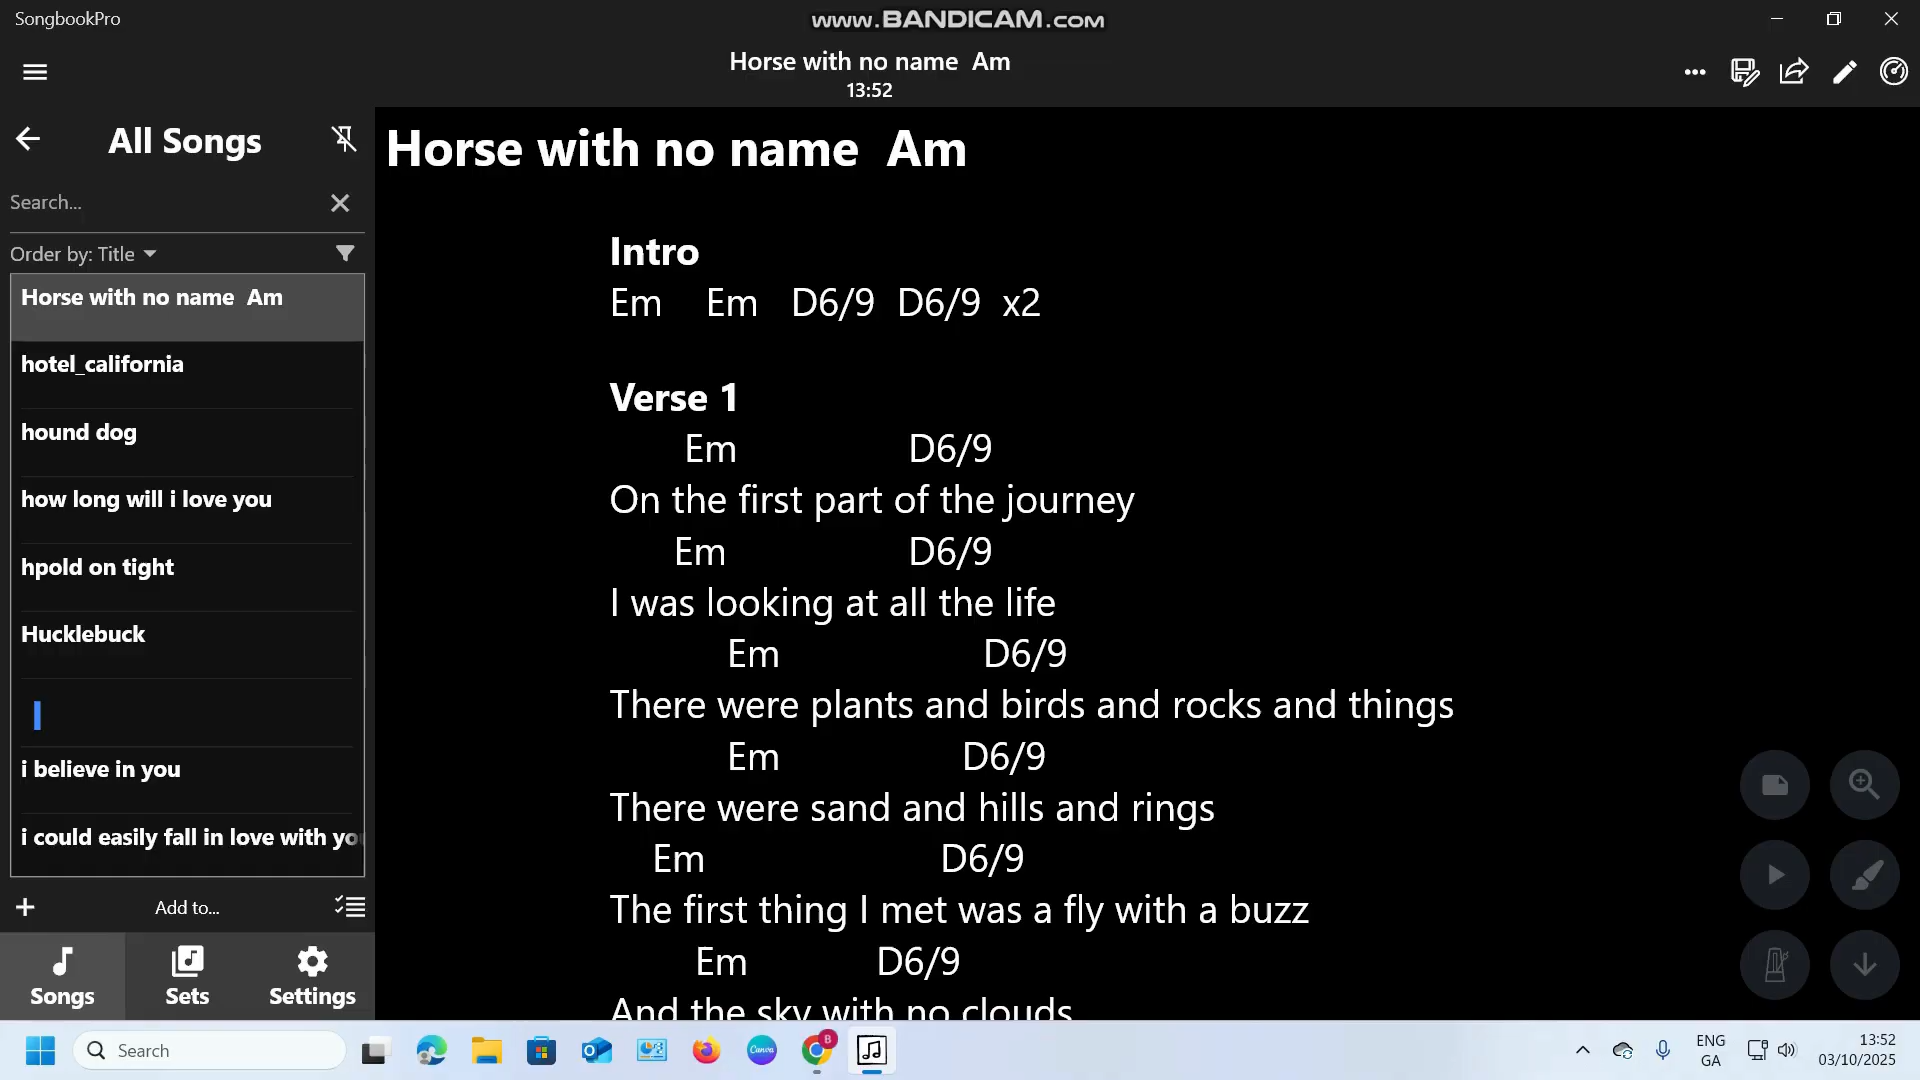 SongbookPro
www.BANDICAM.com
Horse with no name  Am
13:52
All Songs
Search...
Order by: Title
Horse with no name  Am
hotel_california
hound dog
how long will i love you
hpold on tight
Hucklebuck
I
i believe in you
i could easily fall in love with yo
Add to...
Songs
Sets
Settings
Horse with no name  Am
Intro
Em    Em   D6/9  D6/9  x2
Verse 1
Em                D6/9
On the first part of the journey
Em                 D6/9
I was looking at all the life
Em                   D6/9
There were plants and birds and rocks and things
Em                 D6/9
There were sand and hills and rings
Em                      D6/9
The first thing I met was a fly with a buzz
Em            D6/9
And the sky with no clouds
Search
Canva
B
ENG
GA
13:52
03/10/2025